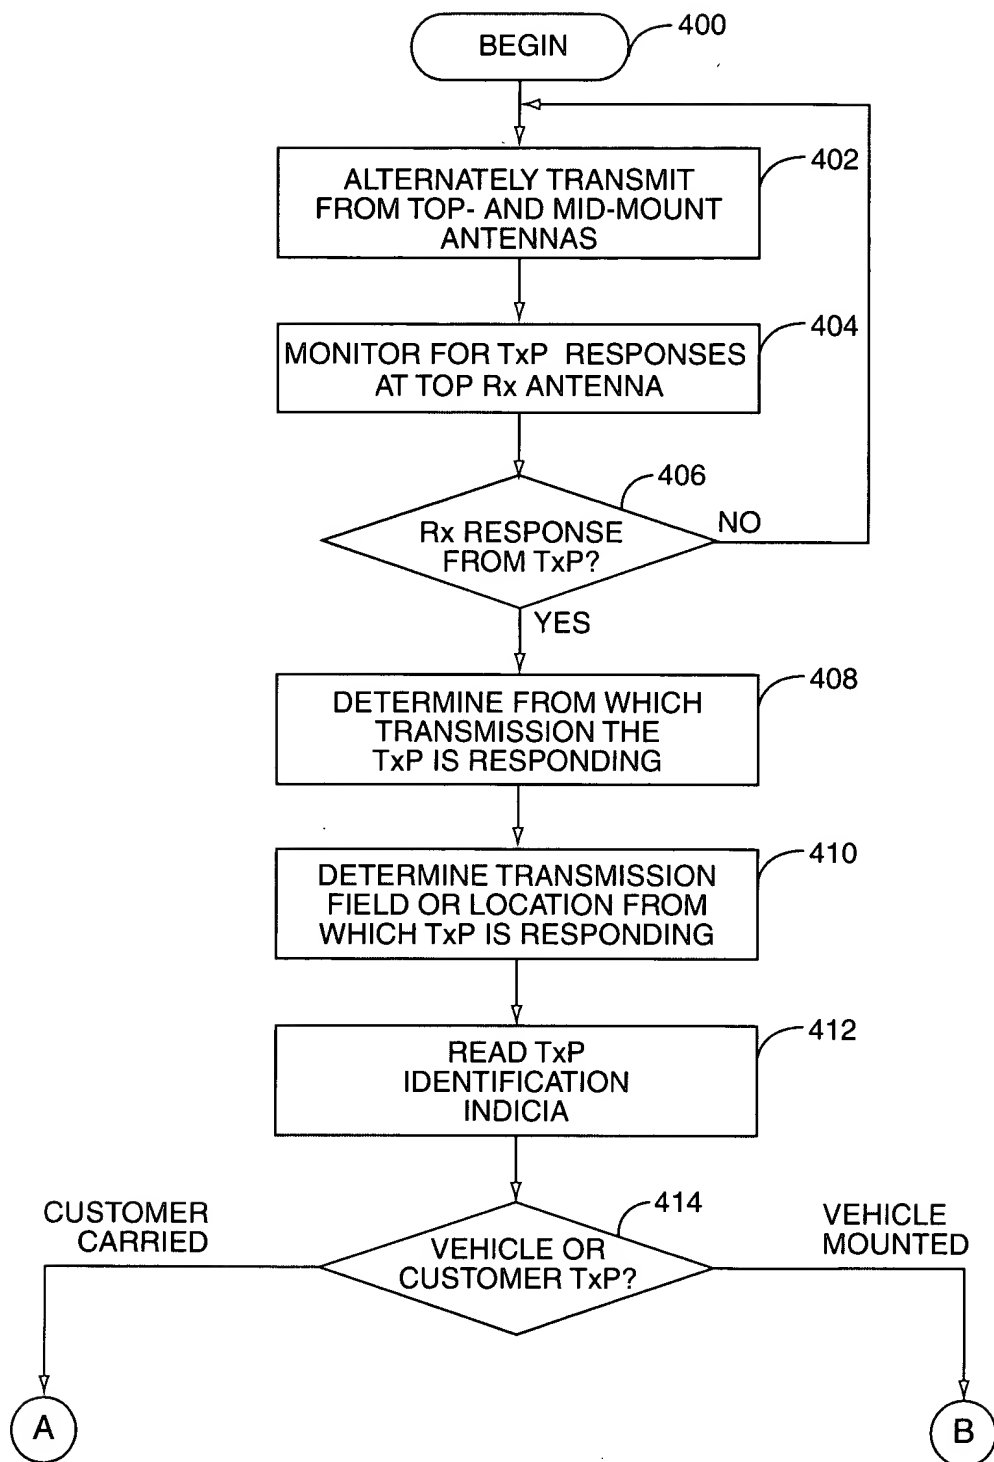 BEGIN
400
ALTERNATELY TRANSMIT
FROM TOP- AND MID-MOUNT
ANTENNAS
402
MONITOR FOR TxP RESPONSES
AT TOP Rx ANTENNA
404
406
Rx RESPONSE
FROM TxP?
NO
YES
DETERMINE FROM WHICH
TRANSMISSION THE
TxP IS RESPONDING
408
DETERMINE TRANSMISSION
FIELD OR LOCATION FROM
WHICH TxP IS RESPONDING
410
READ TxP
IDENTIFICATION
INDICIA
412
414
CUSTOMER
CARRIED
VEHICLE OR
CUSTOMER TxP?
VEHICLE
MOUNTED
A
B